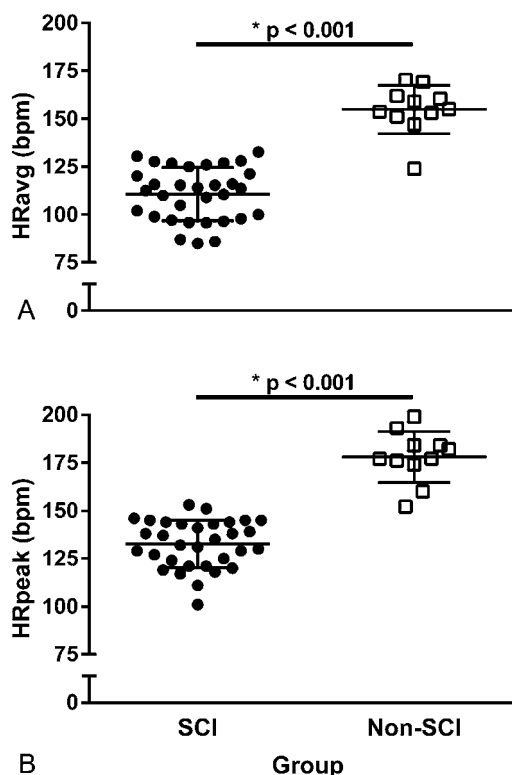 * p < 0.001
HRavg (bpm)
200
175
150
125
100
75
0
A
* p < 0.001
HRpeak (bpm)
200
175
150
125
100
75
0
SCI Non-SCI
B Group